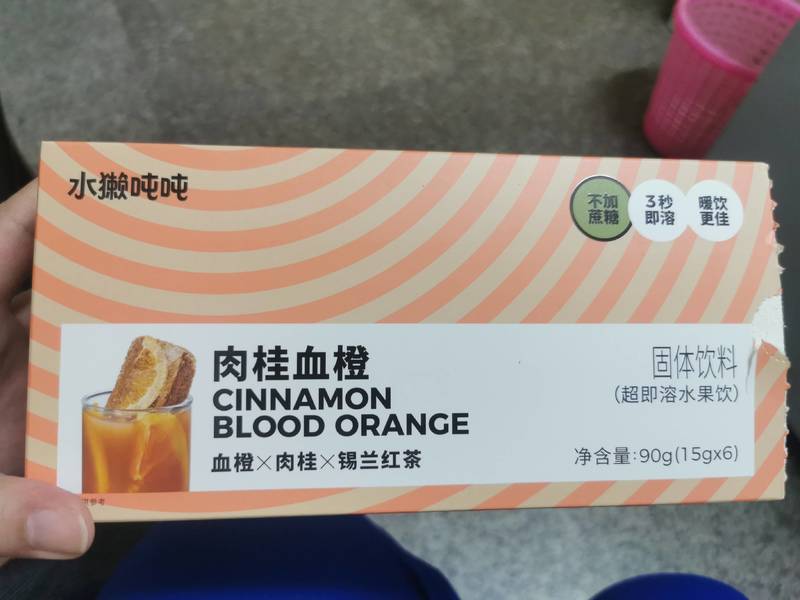 水獭吨吨
不加
蔗糖
3秒
即溶
暖饮
更佳
肉桂血橙
CINNAMON
BLOOD ORANGE
血橙×肉桂×锡兰红茶
固体饮料
(超即溶水果饮)
净含量:90g(15gx6)